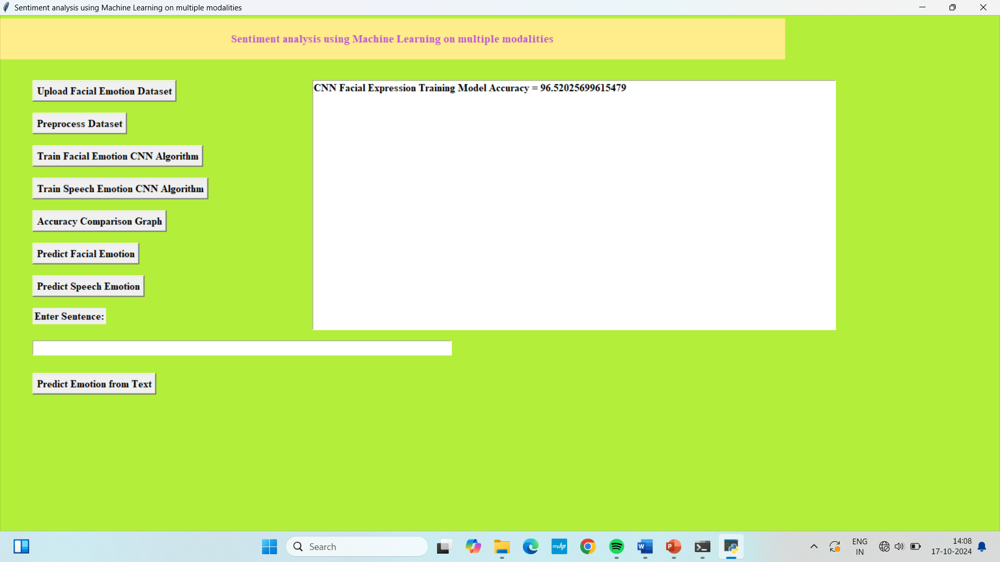 Sentiment analysis using Machine Learning on multiple modalities
Sentiment analysis using Machine Learning on multiple modalities
Upload Facial Emotion Dataset
CNN Facial Expression Training Model Accuracy = 96.52025699615479
Preprocess Dataset
Train Facial Emotion CNN Algorithm
Train Speech Emotion CNN Algorithm
Accuracy Comparison Graph
Predict Facial Emotion
Predict Speech Emotion
Enter Sentence:
Predict Emotion from Text
Search
myhp
W
P
ENG
IN
14:08
17-10-2024